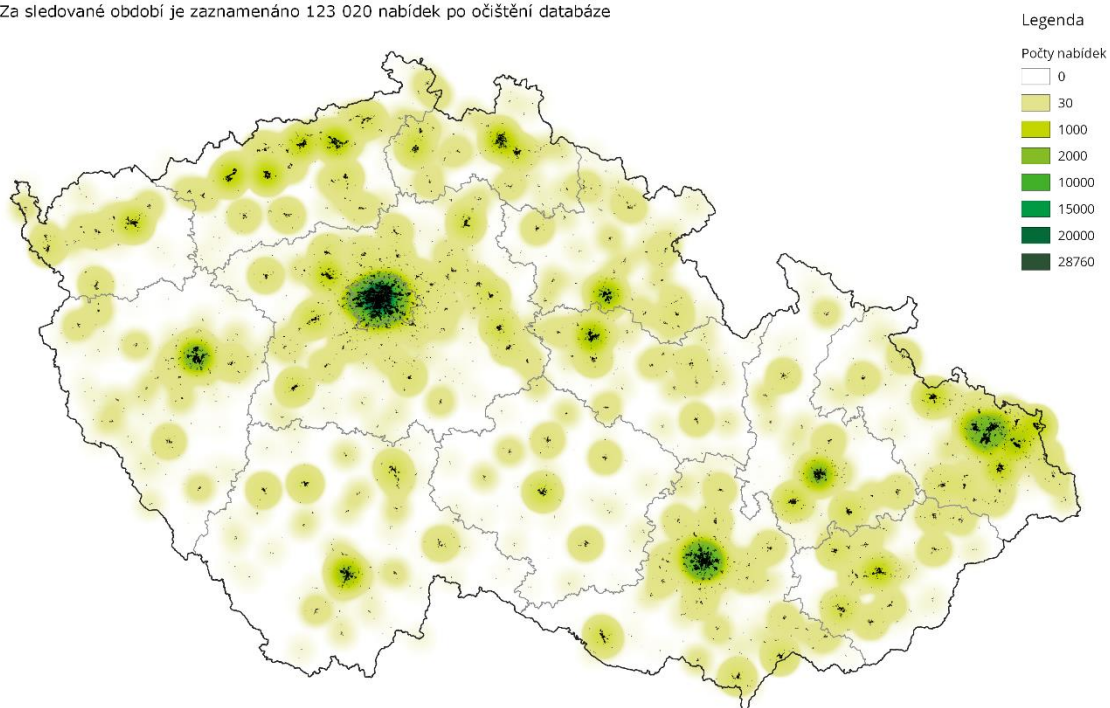 Za sledované období je zaznamenáno 123 020 nabídek po očištění databáze
Legenda
Počty nabídek
0
30
1000
2000
10000
15000
20000
28760